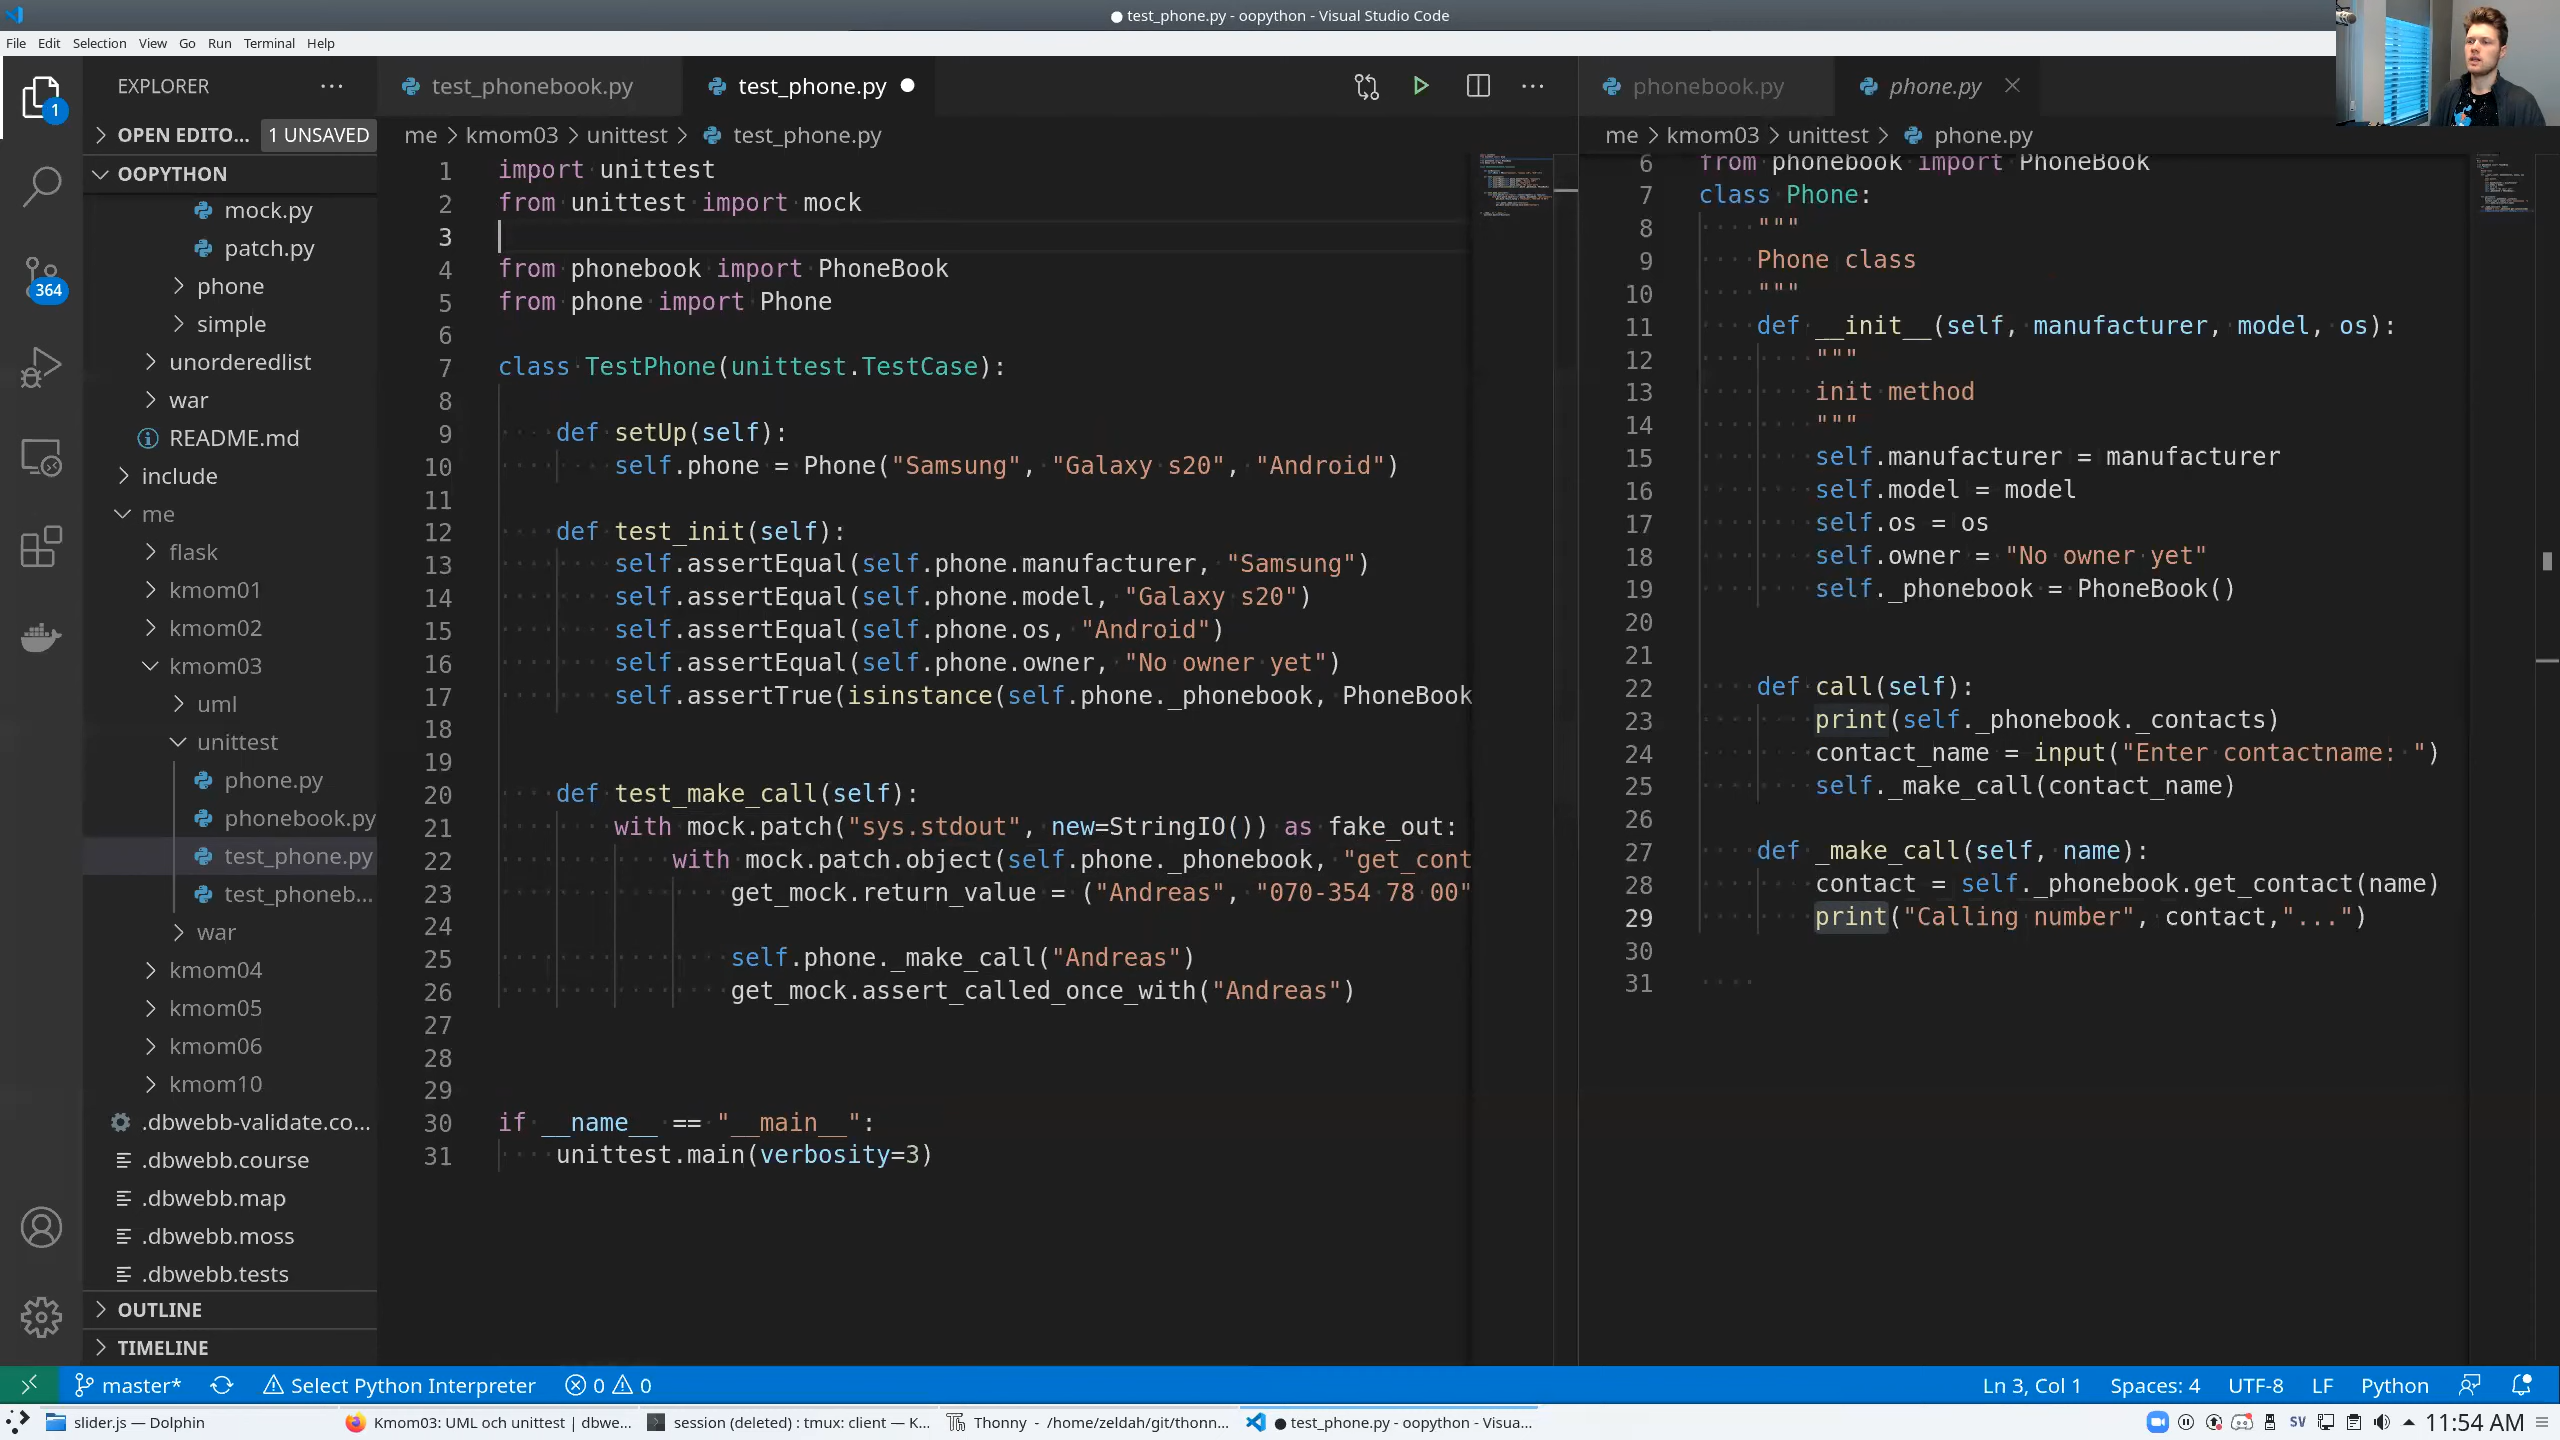 test_phone.py - oopython - Visual Studio Code
File Edit Selection View Go Run Terminal Help
EXPLORER
1
OPEN EDITO... 1 UNSAVED
OOPYTHON
mock.py
patch.py
364
phone
simple
unorderedlist
war
README.md
include
me
flask
kmom01
kmom02
kmom03
uml
unittest
phone.py
phonebook.py
test_phone.py
test_phoneb...
war
kmom04
kmom05
kmom06
kmom10
.dbwebb-validate.co...
.dbwebb.course
.dbwebb.map
.dbwebb.moss
.dbwebb.tests
OUTLINE
TIMELINE
test_phonebook.py test_phone.py
me > kmom03 > unittest > test_phone.py
1 import unittest
2 from unittest import mock
3
4 from phonebook import PhoneBook
5 from phone import Phone
6
7 class TestPhone(unittest.TestCase):
8
9 def setUp(self):
10 self.phone = Phone("Samsung", "Galaxy s20", "Android")
11
12 def test_init(self):
13 self.assertEqual(self.phone.manufacturer, "Samsung")
14 self.assertEqual(self.phone.model, "Galaxy s20")
15 self.assertEqual(self.phone.os, "Android")
16 self.assertEqual(self.phone.owner, "No owner yet")
17 self.assertTrue(isinstance(self.phone._phonebook, PhoneBook
18
19
20 def test_make_call(self):
21 with mock.patch("sys.stdout", new=StringIO()) as fake_out:
22 with mock.patch.object(self.phone._phonebook, "get_cont
23 get_mock.return_value = ("Andreas", "070-354 78 00"
24
25 self.phone._make_call("Andreas")
26 get_mock.assert_called_once_with("Andreas")
27
28
29
30 if __name__ == "__main__":
31 unittest.main(verbosity=3)
phonebook.py phone.py
me > kmom03 > unittest > phone.py
6 from phonebook import PhoneBook
7 class Phone:
8 """
9 Phone class
10 """
11 def __init__(self, manufacturer, model, os):
12 """
13 init method
14 """
15 self.manufacturer = manufacturer
16 self.model = model
17 self.os = os
18 self.owner = "No owner yet"
19 self._phonebook = PhoneBook()
20
21
22 def call(self):
23 print(self._phonebook._contacts)
24 contact_name = input("Enter contactname: ")
25 self._make_call(contact_name)
26
27 def _make_call(self, name):
28 contact = self._phonebook.get_contact(name)
29 print("Calling number", contact,"...")
30
31
master* Select Python Interpreter 0 0 Ln 3, Col 1 Spaces: 4 UTF-8 LF Python
slider.js — Dolphin Kmom03: UML och unittest | dbwe... session (deleted) : tmux: client — K... Thonny - /home/zeldah/git/thonn... test_phone.py - oopython - Visua... SV 11:54 AM